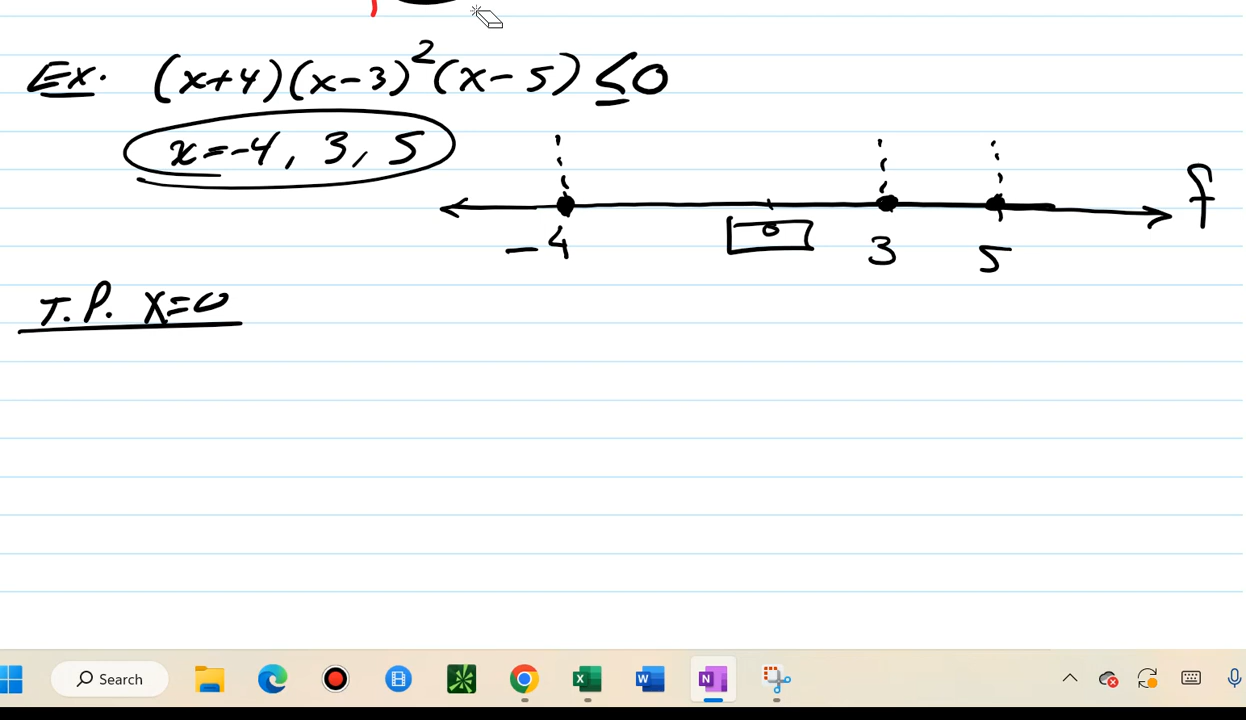 Ex. (x+4)(x-3)²(x-5) ≤ 0
x=-4, 3, 5
f
-4 0 3 5
T.P. x=0
Search